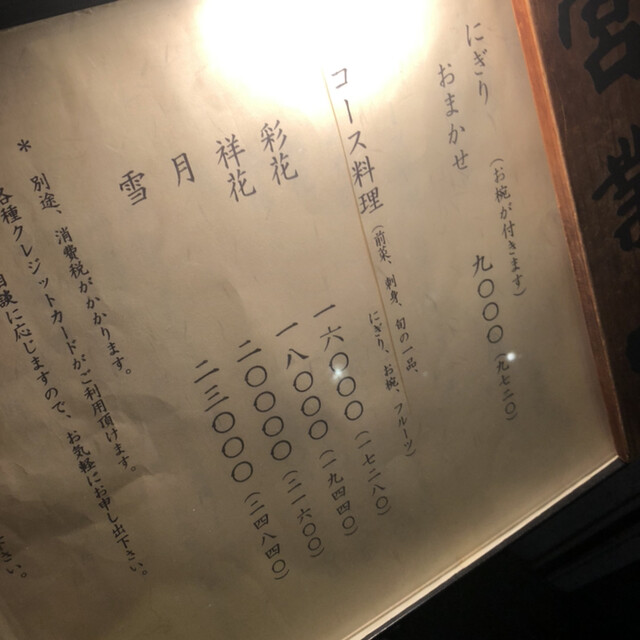 営業
にぎり (お椀が付きます)
おまかせ 九〇〇〇 (九七二〇)
コース料理 (前菜、刺身、旬の一品、
にぎり、お椀、フルーツ)
彩花 一六〇〇〇 (一七二八〇)
祥花 一八〇〇〇 (一九四四〇)
月 二〇〇〇〇 (二一六〇〇)
雪 二三〇〇〇 (二四八四〇)
* 別途、消費税がかかります。
各種クレジットカードがご利用頂けます。
に応じますので、お気軽にお申し出下さい。